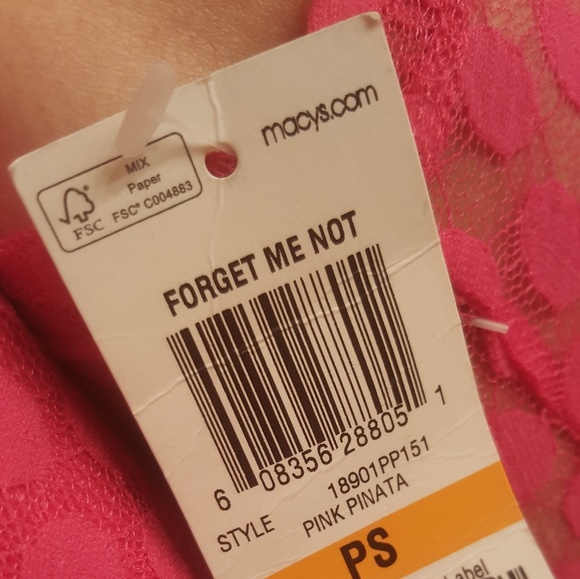 macys.com
MIX
Paper
FSC FSC® C004883
FORGET ME NOT
6 08356 28805 1
18901PP151
STYLE PINK PINATA
PS
Label